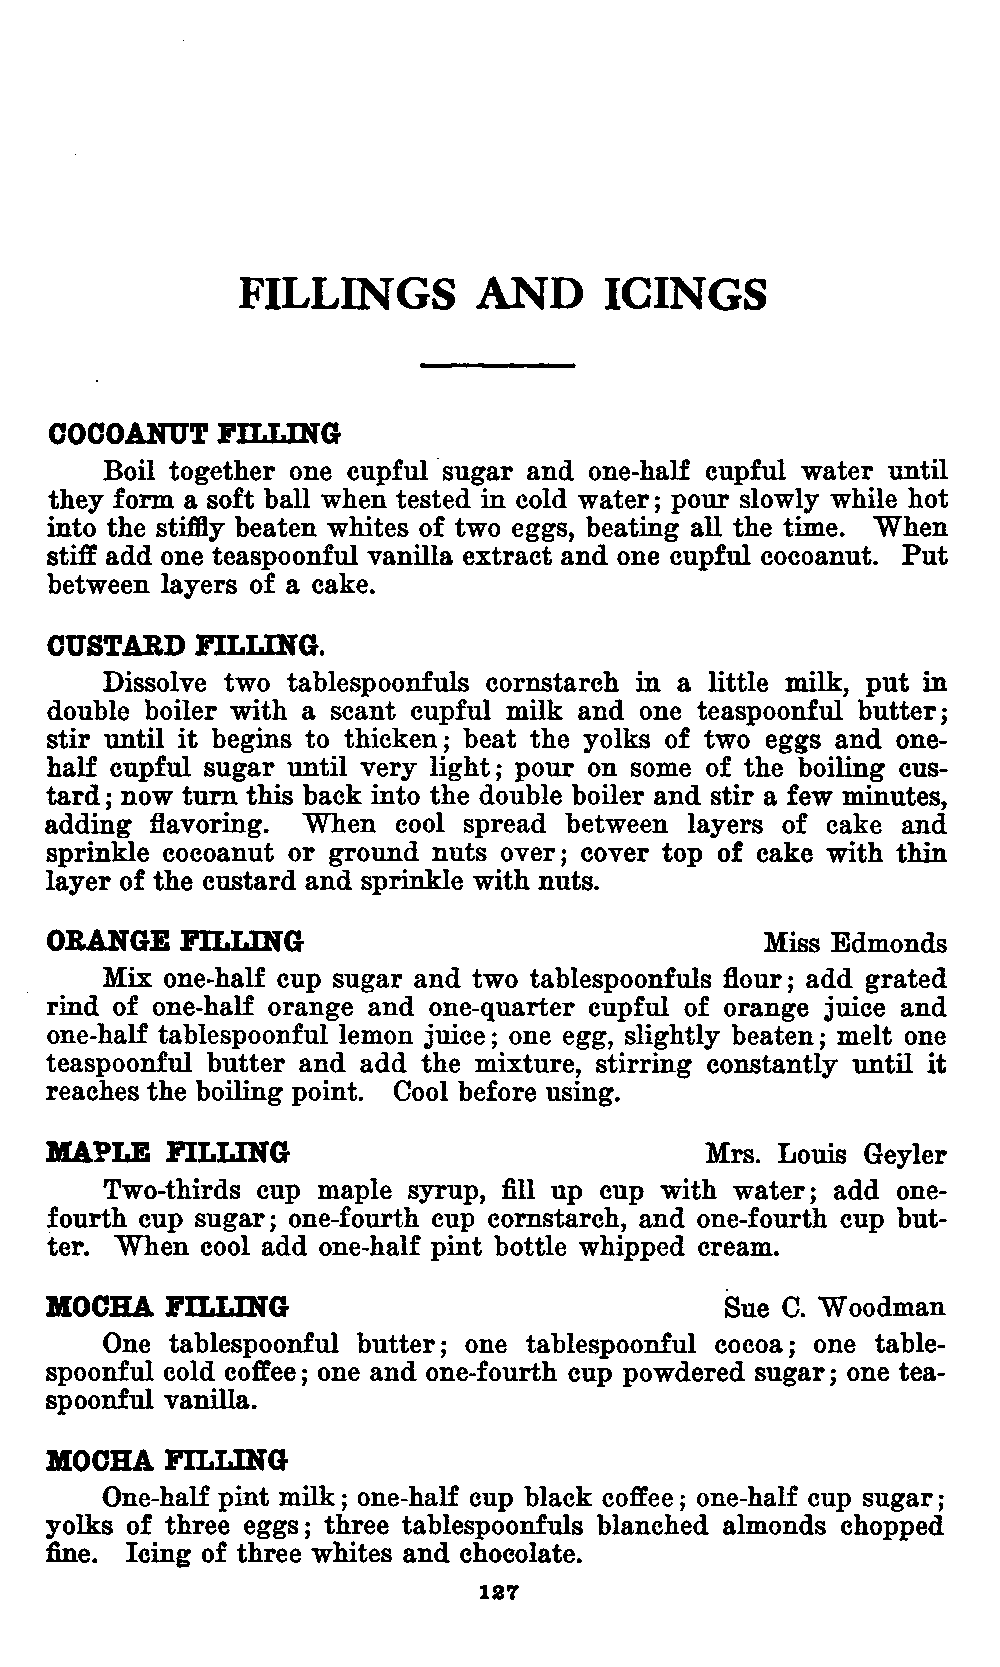 FILLINGS AND ICINGS
COCOANUT FILLING
Boil together one cupful sugar and one-half cupful water until
they form a soft ball when tested in cold water; pour slowly while hot
into the stiffly beaten whites of two eggs, beating all the time. When
stiff add one teaspoonful vanilla extract and one cupful cocoanut. Put
between layers of a cake.
CUSTARD FILLING.
Dissolve two tablespoonfuls cornstarch in a little milk, put in
double boiler with a scant cupful milk and one teaspoonful butter;
stir until it begins to thicken; beat the yolks of two eggs and one-
half cupful sugar until very light; pour on some of the boiling cus-
tard; now turn this back into the double boiler and stir a few minutes,
adding flavoring. When cool spread between layers of cake and
sprinkle cocoanut or ground nuts over; cover top of cake with thin
layer of the custard and sprinkle with nuts.
ORANGE FILLING Miss Edmonds
Mix one-half cup sugar and two tablespoonfuls flour; add grated
rind of one-half orange and one-quarter cupful of orange juice and
one-half tablespoonful lemon juice; one egg, slightly beaten; melt one
teaspoonful butter and add the mixture, stirring constantly until it
reaches the boiling point. Cool before using.
MAPLE FILLING Mrs. Louis Geyler
Two-thirds cup maple syrup, fill up cup with water; add one-
fourth cup sugar; one-fourth cup cornstarch, and one-fourth cup but-
ter. When cool add one-half pint bottle whipped cream.
MOCHA FILLING Sue C. Woodman
One tablespoonful butter; one tablespoonful cocoa; one table-
spoonful cold coffee; one and one-fourth cup powdered sugar; one tea-
spoonful vanilla.
MOCHA FILLING
One-half pint milk; one-half cup black coffee; one-half cup sugar;
yolks of three eggs; three tablespoonfuls blanched almonds chopped
fine. Icing of three whites and chocolate.
127